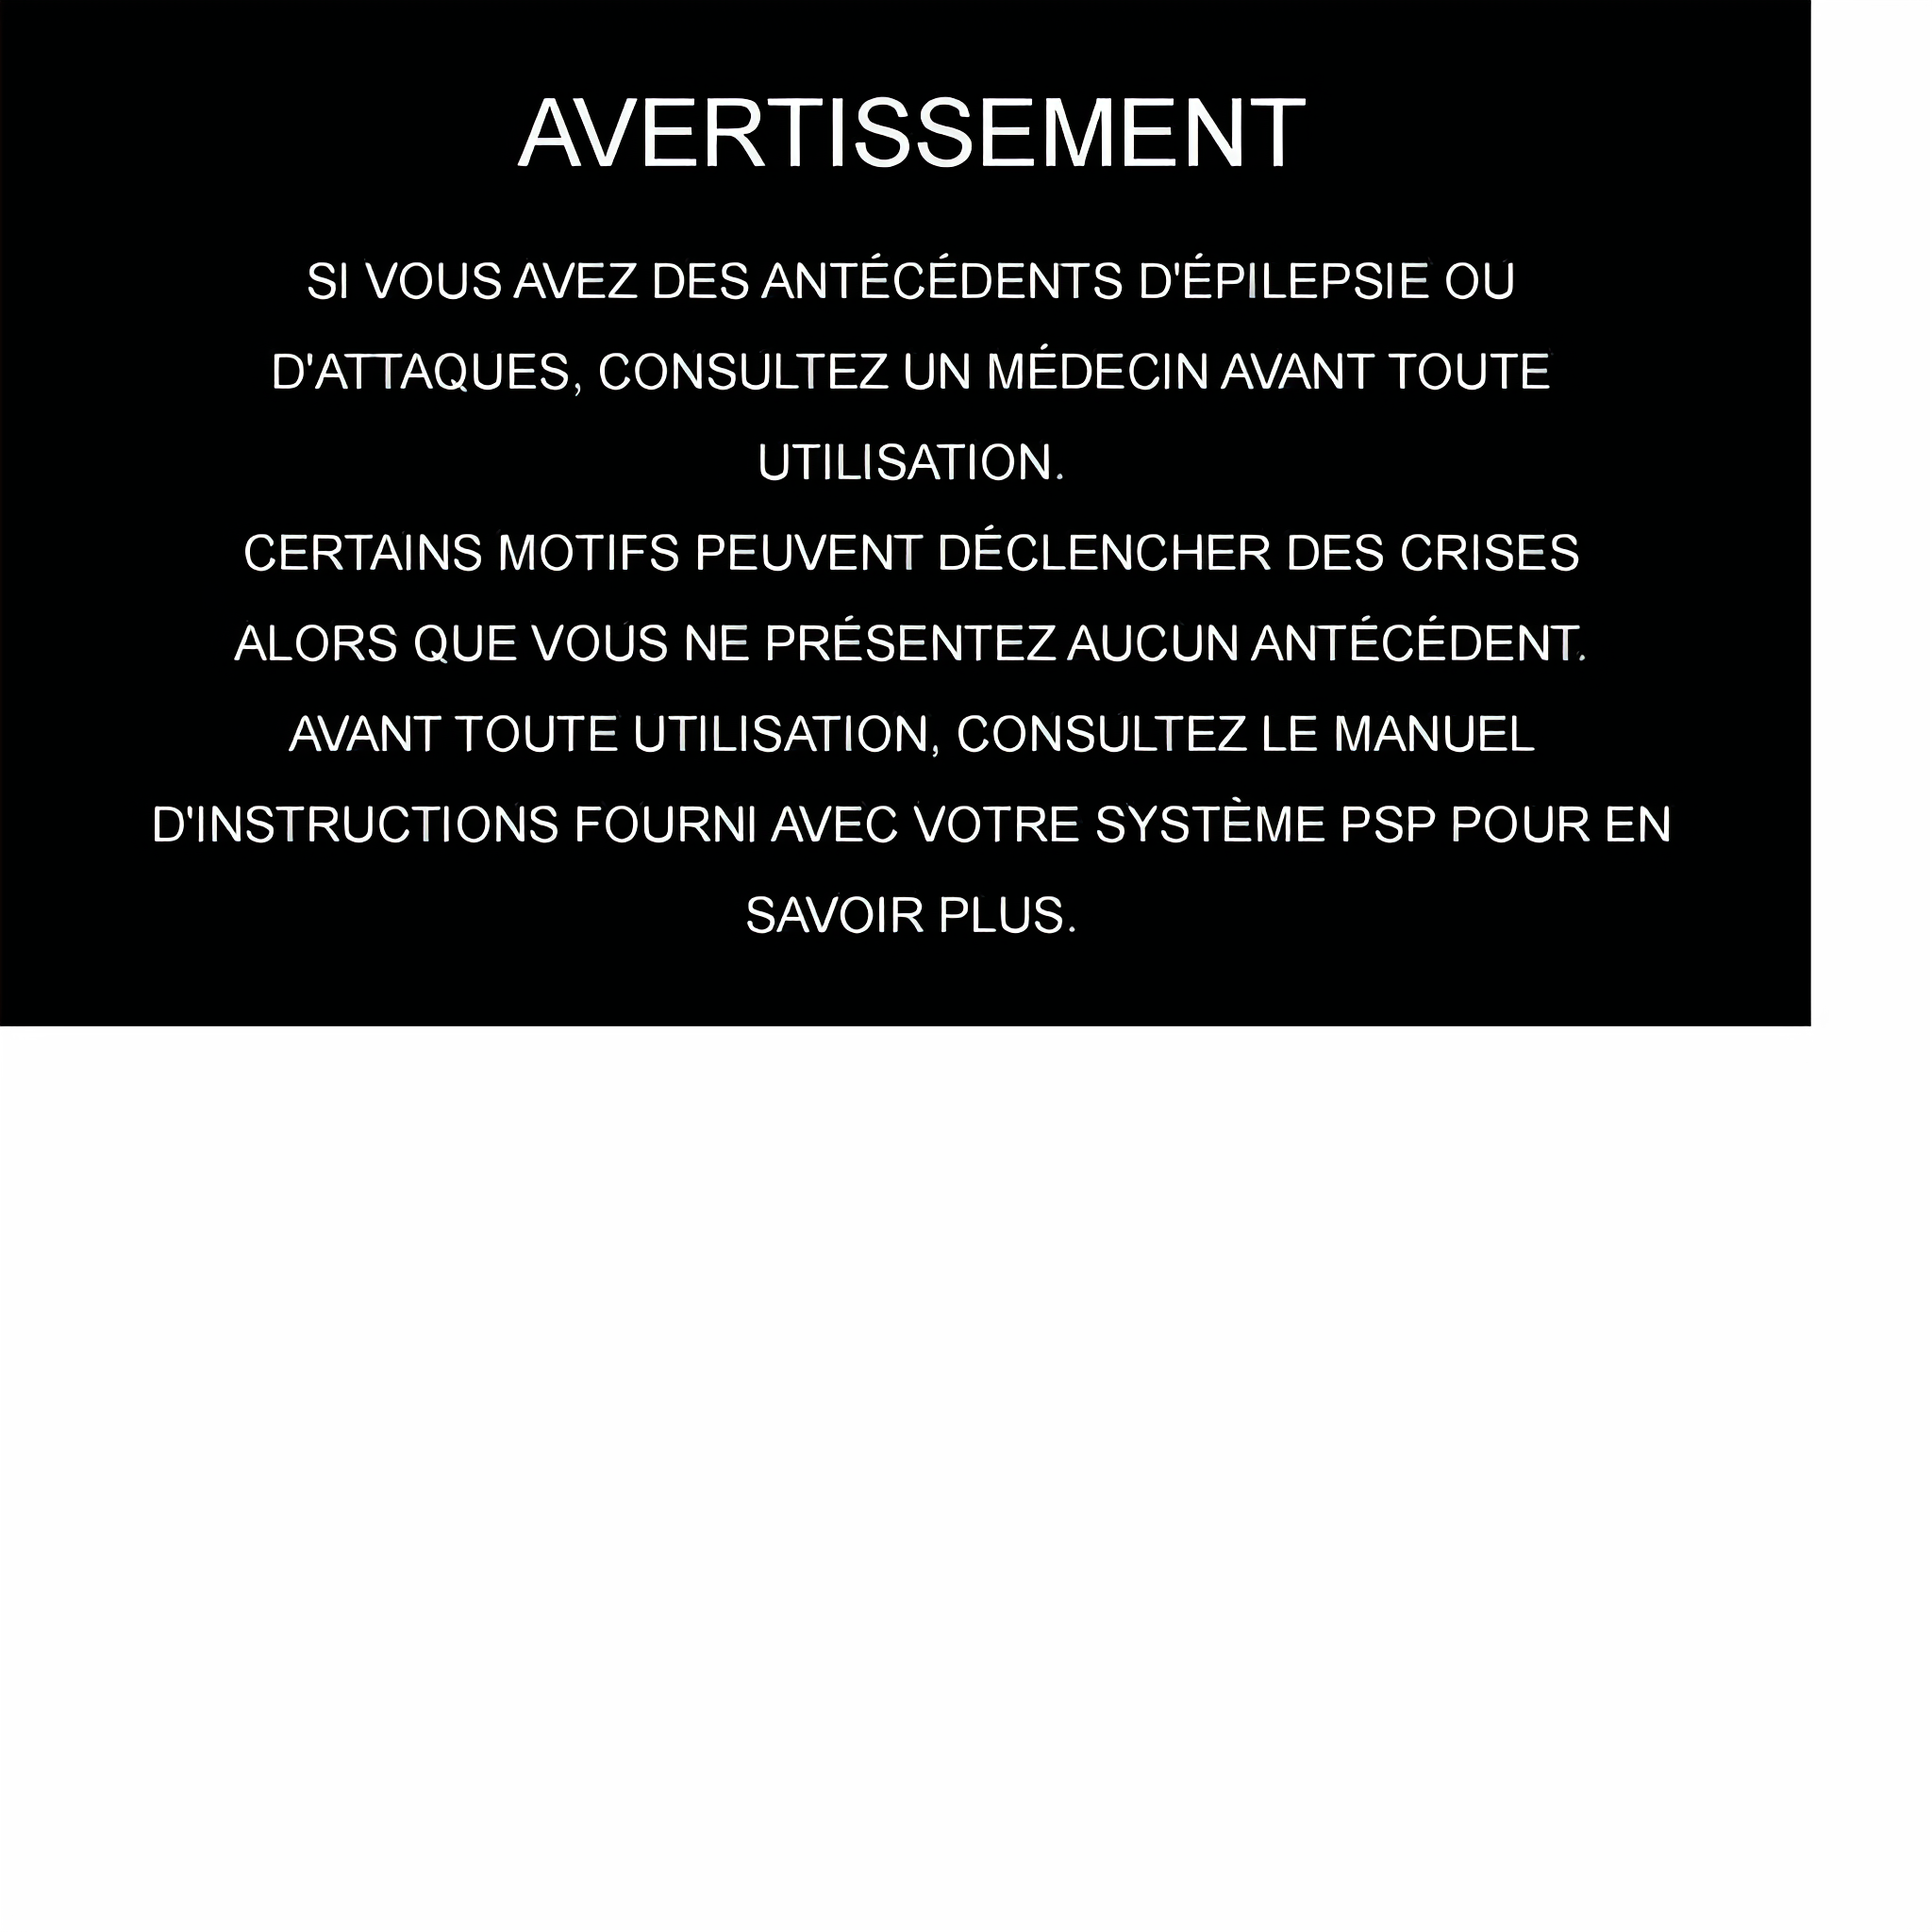 AVERTISSEMENT
SI VOUS AVEZ DES ANTÉCÉDENTS D'ÉPILEPSIE OU
D'ATTAQUES, CONSULTEZ UN MÉDECIN AVANT TOUTE
UTILISATION.
CERTAINS MOTIFS PEUVENT DÉCLENCHER DES CRISES
ALORS QUE VOUS NE PRÉSENTEZ AUCUN ANTÉCÉDENT.
AVANT TOUTE UTILISATION, CONSULTEZ LE MANUEL
D'INSTRUCTIONS FOURNI AVEC VOTRE SYSTÈME PSP POUR EN
SAVOIR PLUS.